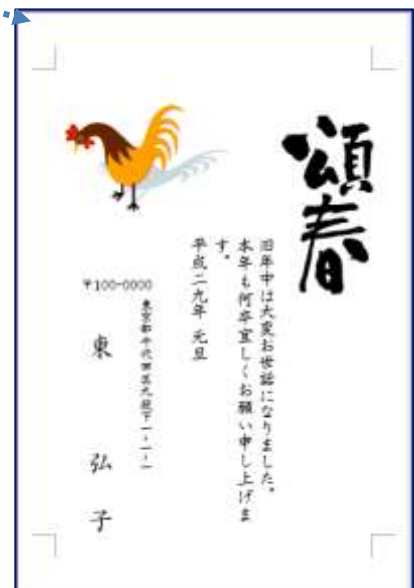 頌春
旧年中は大変お世話になりました。
本年も何卒宜しくお願い申し上げま
す。
平成二九年 元旦
〒100-0000
東京都千代田区九段下一-一-一
東 弘子